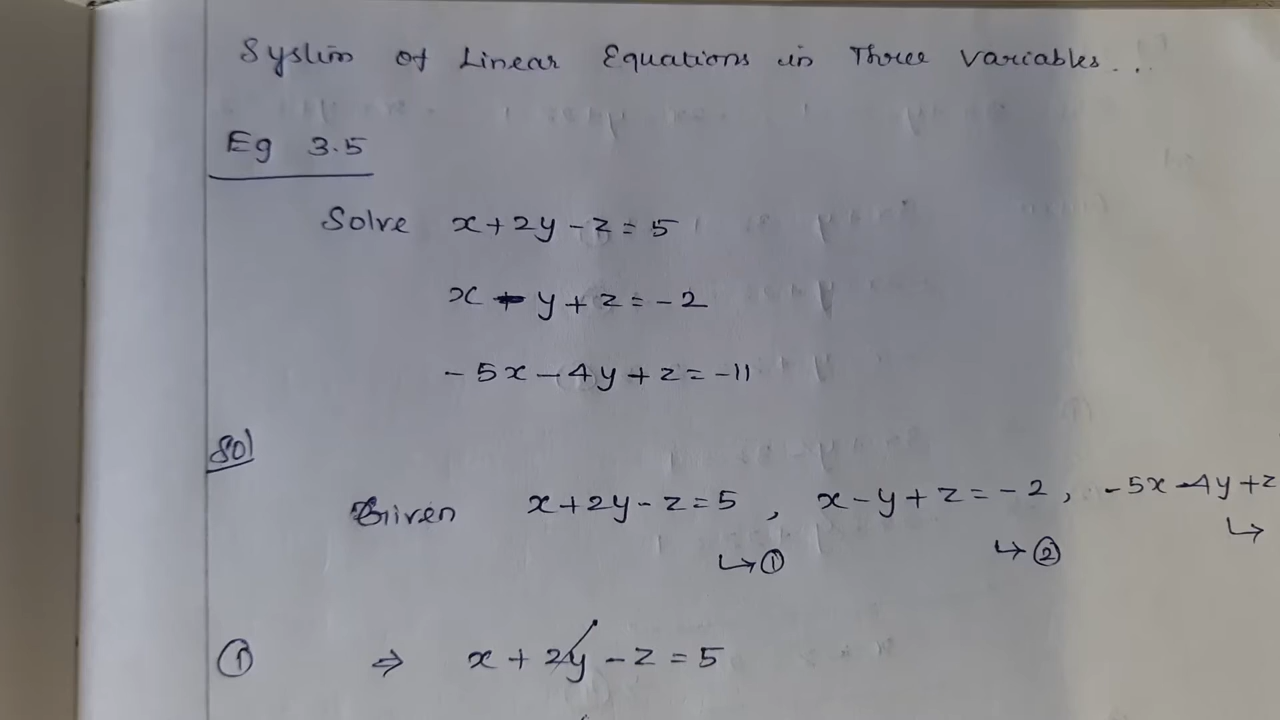 System of Linear Equations in Three Variables...
Eg 3.5
Solve x+2y-z=5
x-y+z=-2
-5x-4y+z=-11
Sol
Given x+2y-z=5, x-y+z=-2, -5x-4y+z
↳① ↳② ↳
① ⇒ x+2y-z=5